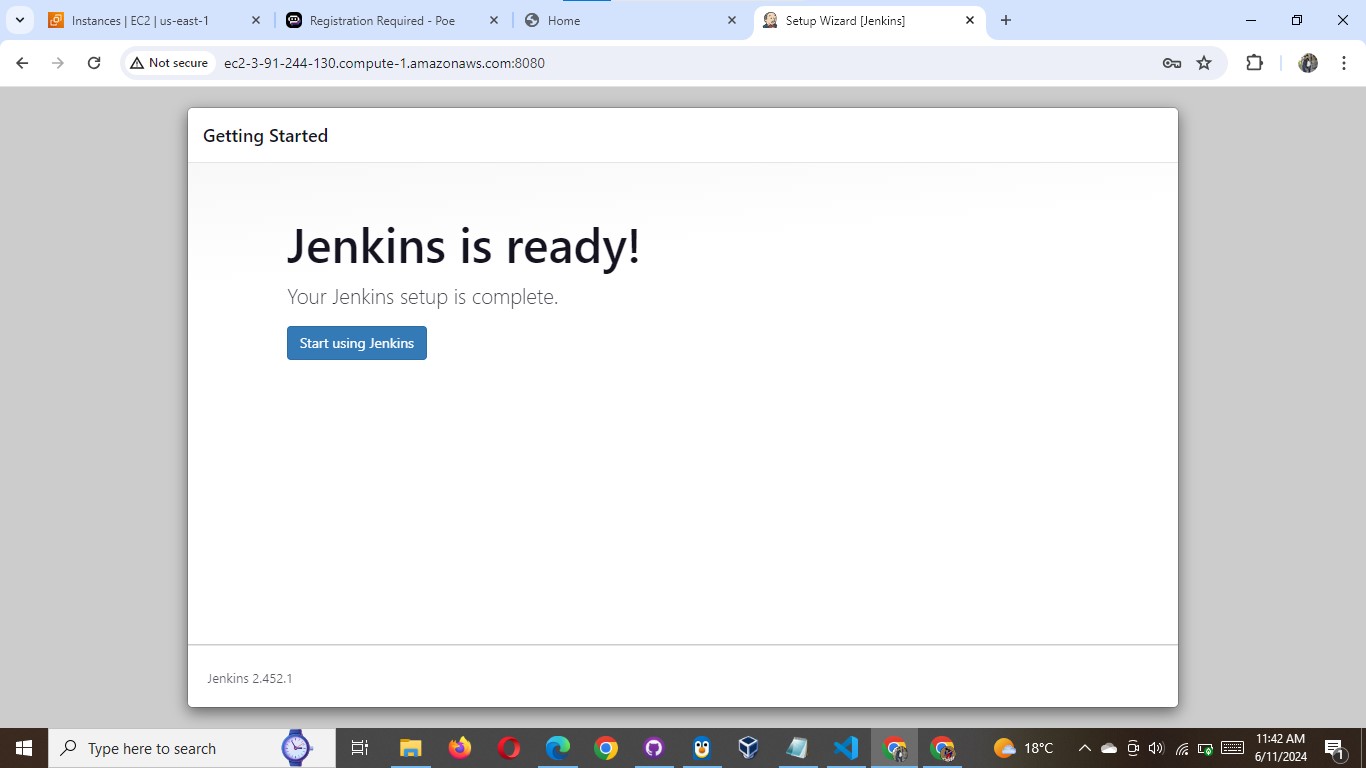 Instances | EC2 | us-east-1
Registration Required - Poe
Home
Setup Wizard [Jenkins]
Not secure
ec2-3-91-244-130.compute-1.amazonaws.com:8080
Getting Started
Jenkins is ready!
Your Jenkins setup is complete.
Start using Jenkins
Jenkins 2.452.1
Type here to search
18°C
11:42 AM
6/11/2024
1